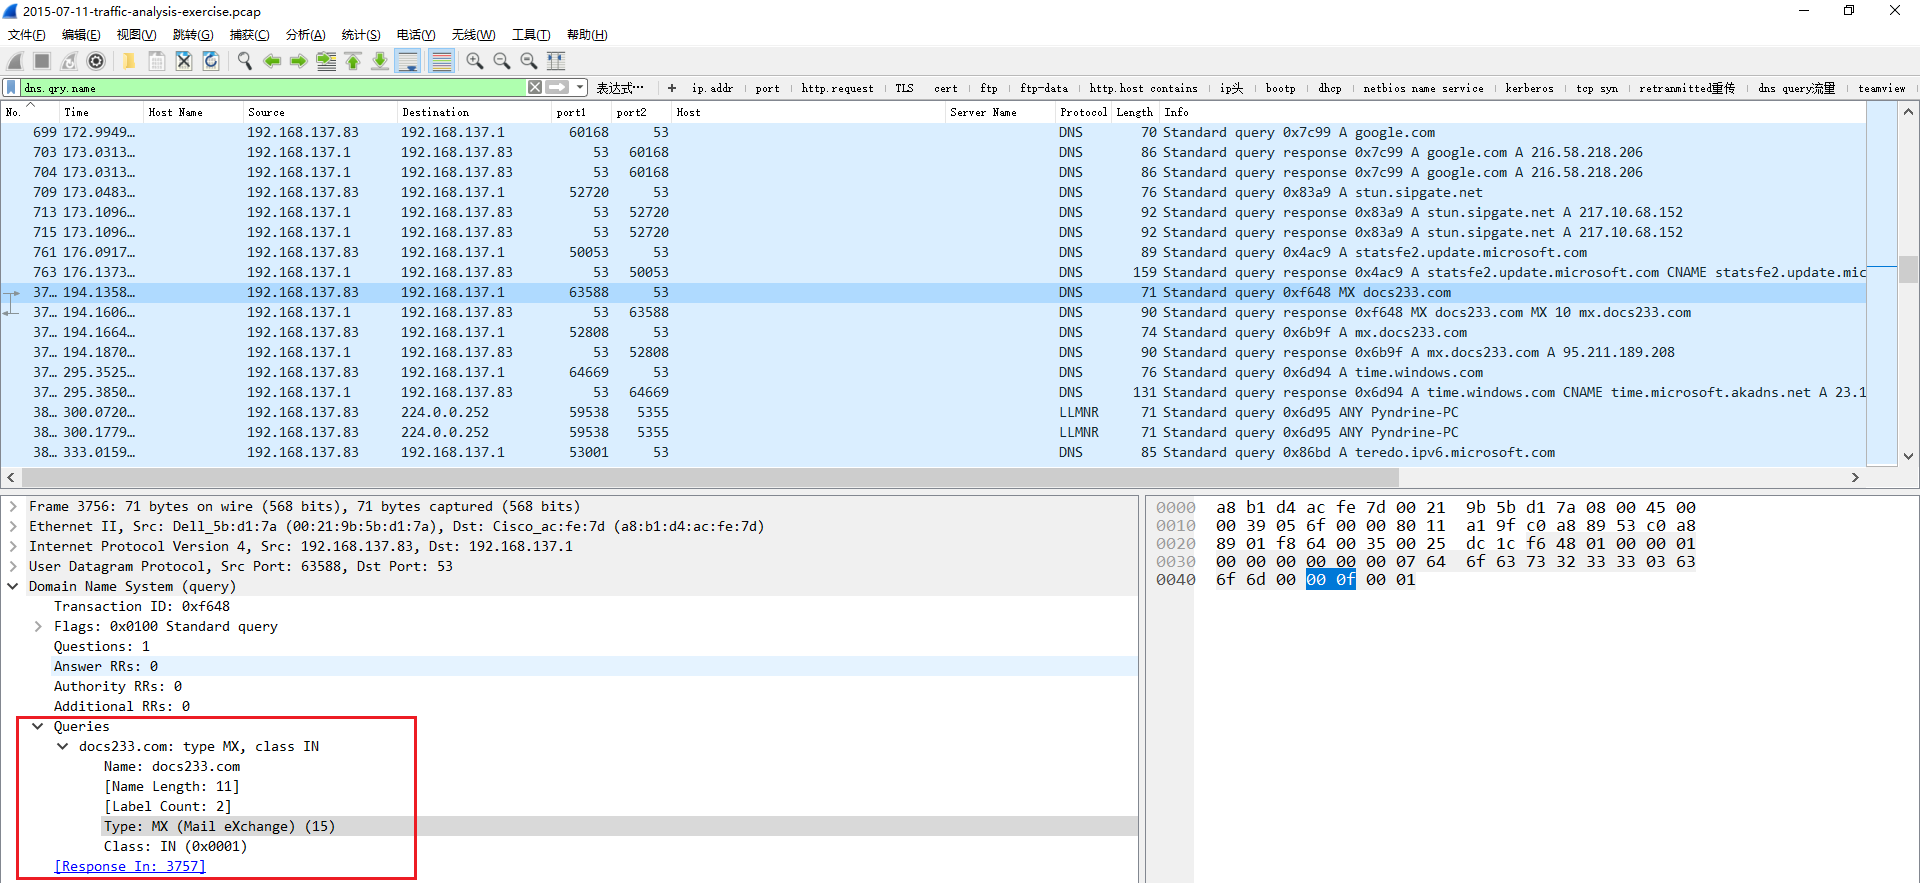 2015-07-11-traffic-analysis-exercise.pcap
文件(F) 编辑(E) 视图(V) 跳转(G) 捕获(C) 分析(A) 统计(S) 电话(Y) 无线(W) 工具(T) 帮助(H)
dns.qry.name 表达式… + ip.addr | port | http.request | TLS cert | ftp | ftp-data | http.host contains | ip头 | bootp | dhcp | netbios name service | kerberos | tcp syn | retranmitted重传 | dns query流量 | teamview
No. Time Host Name Source Destination port1 port2 Host Server Name Protocol Length Info
699 172.9949… 192.168.137.83 192.168.137.1 60168 53 DNS 70 Standard query 0x7c99 A google.com
703 173.0313… 192.168.137.1 192.168.137.83 53 60168 DNS 86 Standard query response 0x7c99 A google.com A 216.58.218.206
704 173.0313… 192.168.137.1 192.168.137.83 53 60168 DNS 86 Standard query response 0x7c99 A google.com A 216.58.218.206
709 173.0483… 192.168.137.83 192.168.137.1 52720 53 DNS 76 Standard query 0x83a9 A stun.sipgate.net
713 173.1096… 192.168.137.1 192.168.137.83 53 52720 DNS 92 Standard query response 0x83a9 A stun.sipgate.net A 217.10.68.152
715 173.1096… 192.168.137.1 192.168.137.83 53 52720 DNS 92 Standard query response 0x83a9 A stun.sipgate.net A 217.10.68.152
761 176.0917… 192.168.137.83 192.168.137.1 50053 53 DNS 89 Standard query 0x4ac9 A statsfe2.update.microsoft.com
763 176.1373… 192.168.137.1 192.168.137.83 53 50053 DNS 159 Standard query response 0x4ac9 A statsfe2.update.microsoft.com CNAME statsfe2.update.mic
37… 194.1358… 192.168.137.83 192.168.137.1 63588 53 DNS 71 Standard query 0xf648 MX docs233.com
37… 194.1606… 192.168.137.1 192.168.137.83 53 63588 DNS 90 Standard query response 0xf648 MX docs233.com MX 10 mx.docs233.com
37… 194.1664… 192.168.137.83 192.168.137.1 52808 53 DNS 74 Standard query 0x6b9f A mx.docs233.com
37… 194.1870… 192.168.137.1 192.168.137.83 53 52808 DNS 90 Standard query response 0x6b9f A mx.docs233.com A 95.211.189.208
37… 295.3525… 192.168.137.83 192.168.137.1 64669 53 DNS 76 Standard query 0x6d94 A time.windows.com
37… 295.3850… 192.168.137.1 192.168.137.83 53 64669 DNS 131 Standard query response 0x6d94 A time.windows.com CNAME time.microsoft.akadns.net A 23.1
38… 300.0720… 192.168.137.83 224.0.0.252 59538 5355 LLMNR 71 Standard query 0x6d95 ANY Pyndrine-PC
38… 300.1779… 192.168.137.83 224.0.0.252 59538 5355 LLMNR 71 Standard query 0x6d95 ANY Pyndrine-PC
38… 333.0159… 192.168.137.83 192.168.137.1 53001 53 DNS 85 Standard query 0x86bd A teredo.ipv6.microsoft.com
Frame 3756: 71 bytes on wire (568 bits), 71 bytes captured (568 bits)
Ethernet II, Src: Dell_5b:d1:7a (00:21:9b:5b:d1:7a), Dst: Cisco_ac:fe:7d (a8:b1:d4:ac:fe:7d)
Internet Protocol Version 4, Src: 192.168.137.83, Dst: 192.168.137.1
User Datagram Protocol, Src Port: 63588, Dst Port: 53
Domain Name System (query)
Transaction ID: 0xf648
Flags: 0x0100 Standard query
Questions: 1
Answer RRs: 0
Authority RRs: 0
Additional RRs: 0
Queries
docs233.com: type MX, class IN
Name: docs233.com
[Name Length: 11]
[Label Count: 2]
Type: MX (Mail eXchange) (15)
Class: IN (0x0001)
[Response In: 3757]
0000 a8 b1 d4 ac fe 7d 00 21 9b 5b d1 7a 08 00 45 00
0010 00 39 05 6f 00 00 80 11 a1 9f c0 a8 89 53 c0 a8
0020 89 01 f8 64 00 35 00 25 dc 1c f6 48 01 00 00 01
0030 00 00 00 00 00 00 07 64 6f 63 73 32 33 33 03 63
0040 6f 6d 00 00 0f 00 01